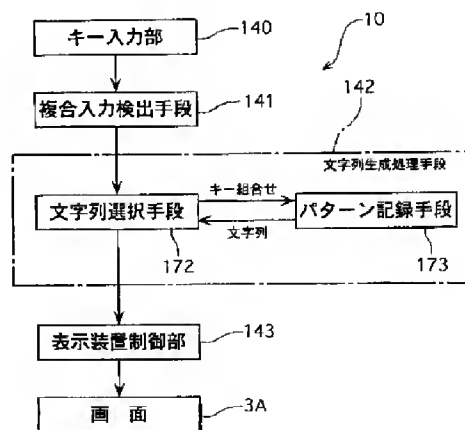 キー入力部
140
10
複合入力検出手段
141
142
文字列生成処理手段
文字列選択手段
172
キー組合せ
文字列
パターン記録手段
173
表示装置制御部
143
画 面
3A